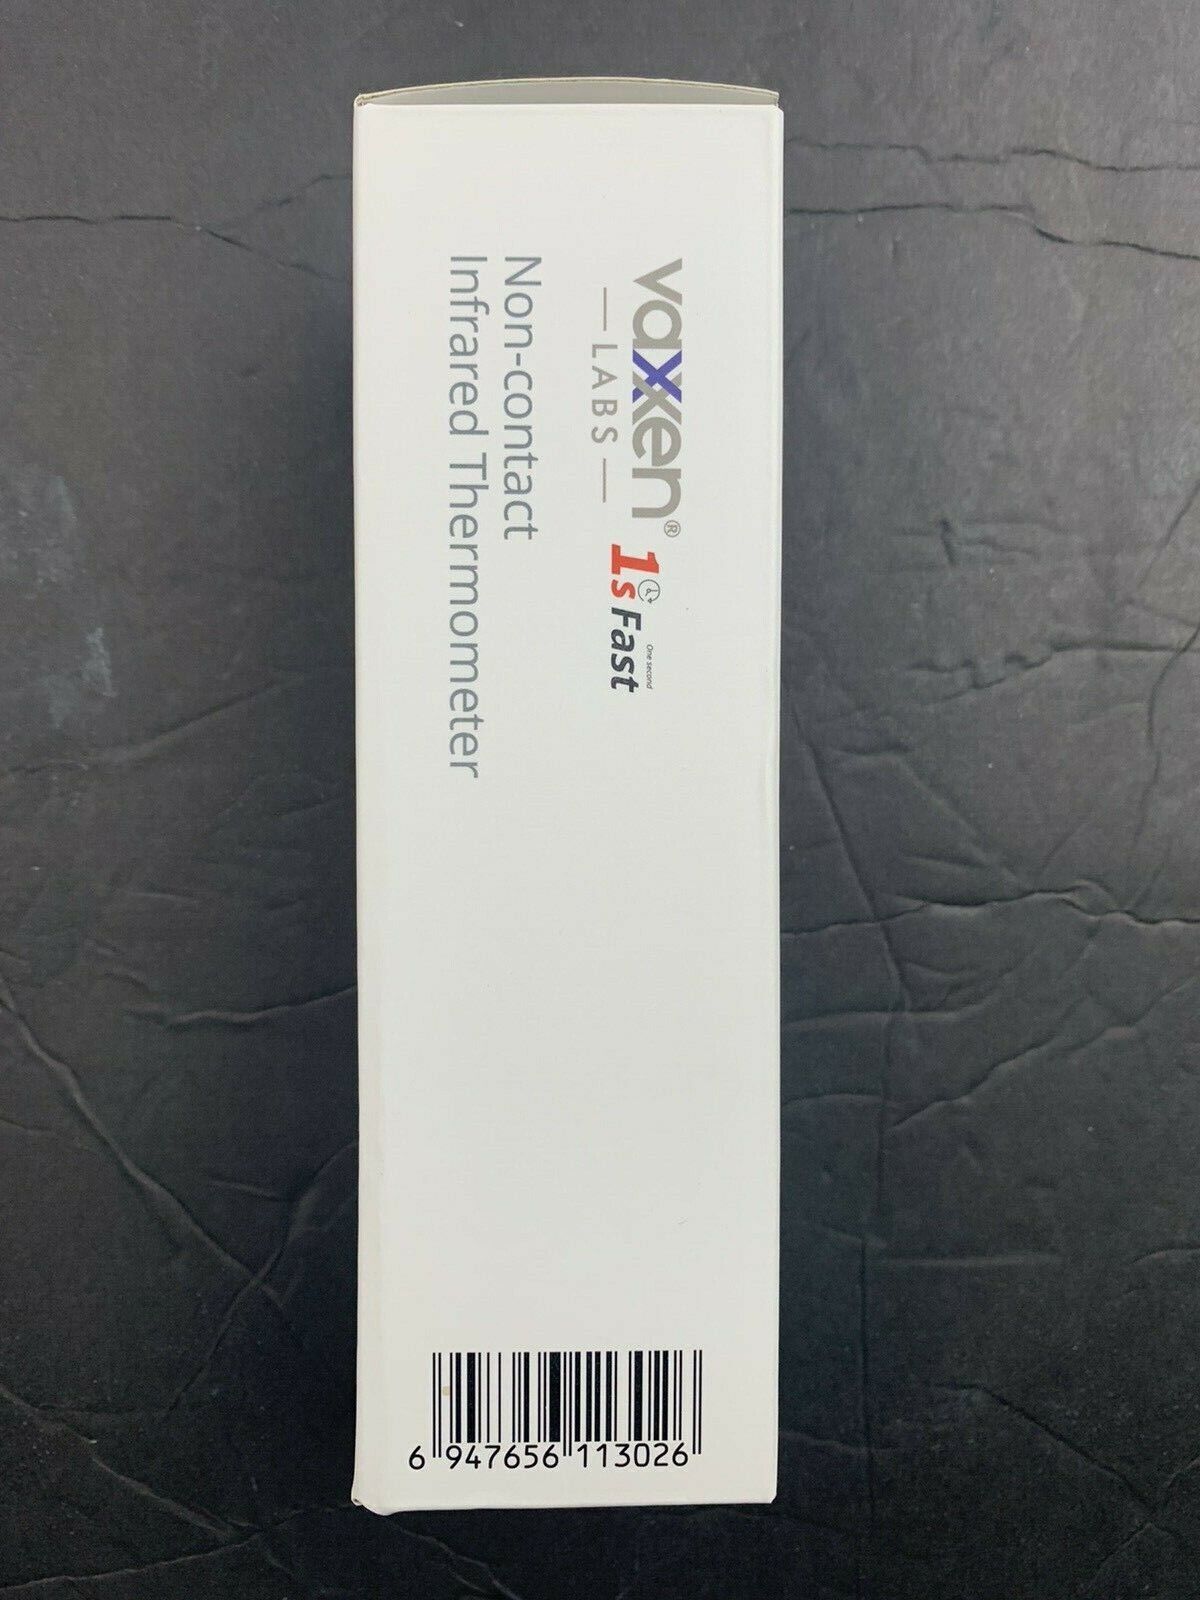 vaxxen®
LABS
1s Fast
One second
Non-contact
Infrared Thermometer
6 947656 113026